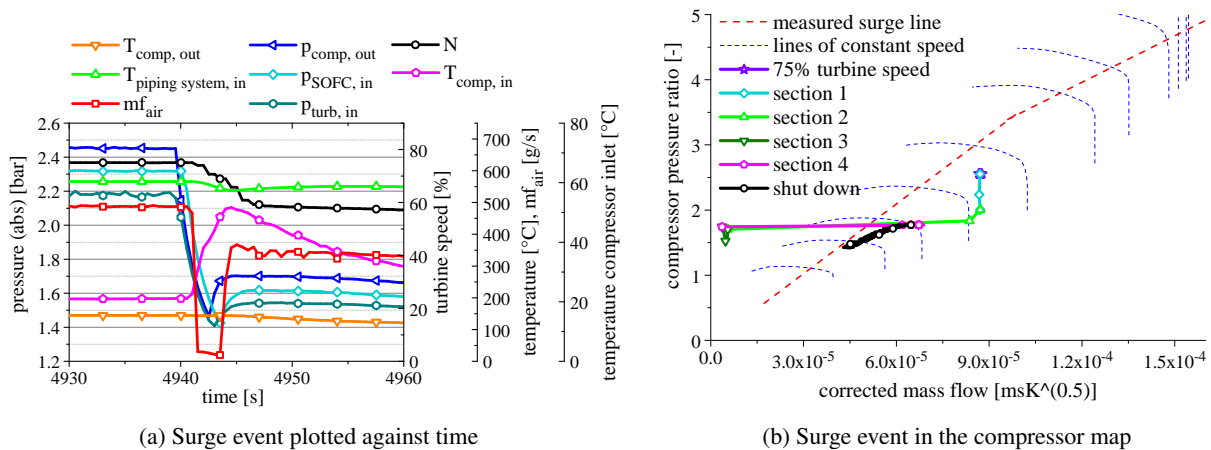 T_comp, out
p_comp, out
N
T_piping system, in
p_SOFC, in
T_comp, in
mf_air
p_turb, in
2.6
2.4
2.2
2.0
1.8
1.6
1.4
1.2
pressure (abs) [bar]
80
60
40
20
0
turbine speed [%]
700
600
500
400
300
200
100
0
temperature [°C], mf_air [g/s]
80
60
40
20
0
temperature compressor inlet [°C]
4930 4940 4950 4960
time [s]
(a) Surge event plotted against time
5
4
3
2
1
0
compressor pressure ratio [-]
measured surge line
lines of constant speed
75% turbine speed
section 1
section 2
section 3
section 4
shut down
0.0 3.0x10^-5 6.0x10^-5 9.0x10^-5 1.2x10^-4 1.5x10^-4
corrected mass flow [msK^(0.5)]
(b) Surge event in the compressor map